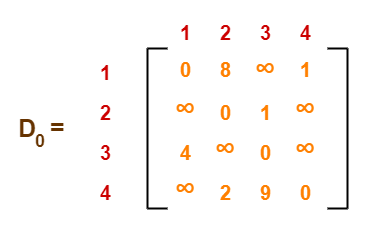 1 2 3 4
1 0 8 ∞ 1
2 ∞ 0 1 ∞
D0 =
3 4 ∞ 0 ∞
4 ∞ 2 9 0